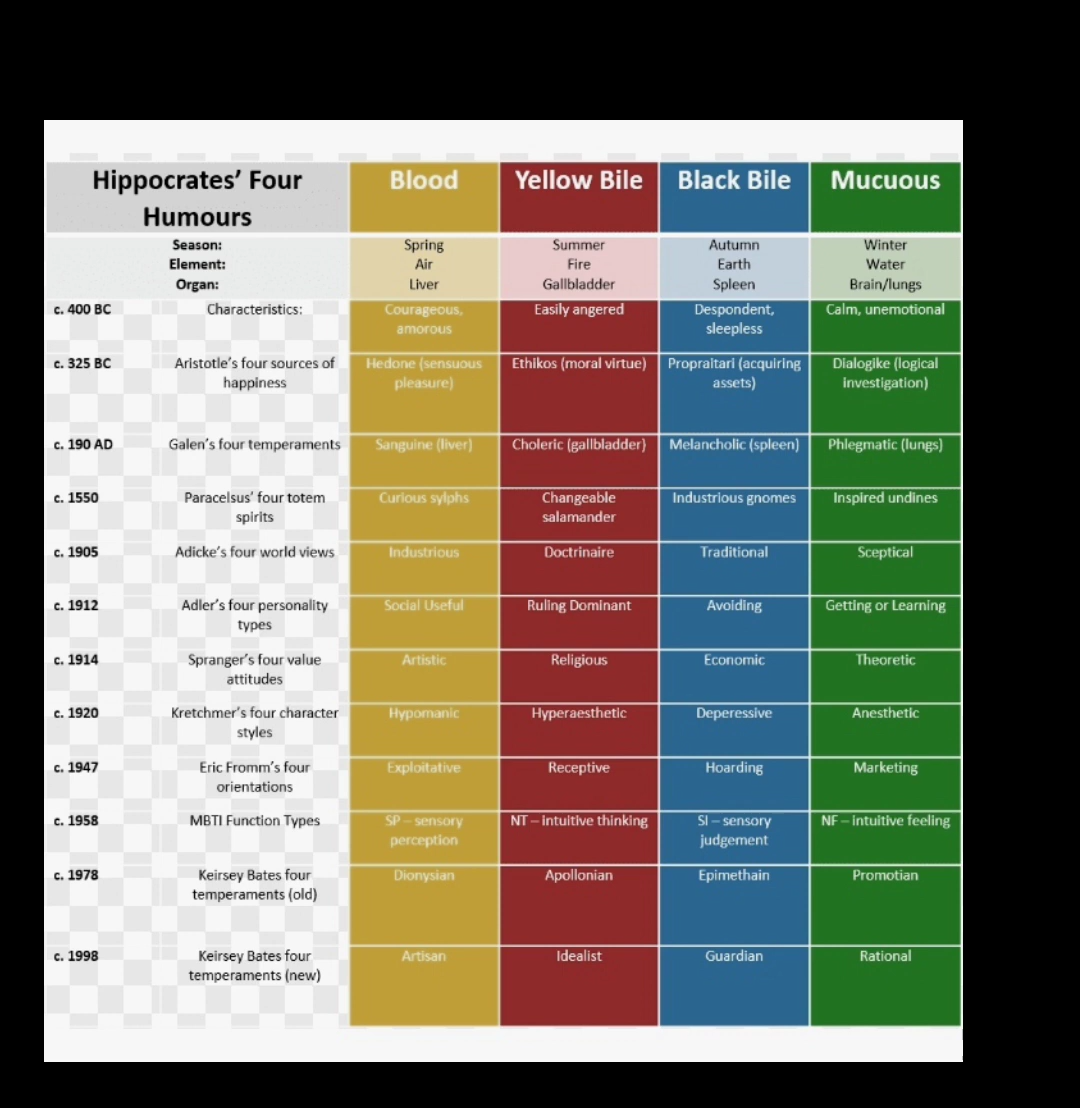 Hippocrates’ Four Humours Blood Yellow Bile Black Bile Mucuous
Season: Spring Summer Autumn Winter
Element: Air Fire Earth Water
Organ: Liver Gallbladder Spleen Brain/lungs
c. 400 BC Characteristics: Courageous, amorous Easily angered Despondent, sleepless Calm, unemotional
c. 325 BC Aristotle’s four sources of happiness Hedone (sensuous pleasure) Ethikos (moral virtue) Propraitari (acquiring assets) Dialogike (logical investigation)
c. 190 AD Galen’s four temperaments Sanguine (liver) Choleric (gallbladder) Melancholic (spleen) Phlegmatic (lungs)
c. 1550 Paracelsus’ four totem spirits Curious sylphs Changeable salamander Industrious gnomes Inspired undines
c. 1905 Adicke’s four world views Industrious Doctrinaire Traditional Sceptical
c. 1912 Adler’s four personality types Social Useful Ruling Dominant Avoiding Getting or Learning
c. 1914 Spranger’s four value attitudes Artistic Religious Economic Theoretic
c. 1920 Kretchmer’s four character styles Hypomanic Hyperaesthetic Deperessive Anesthetic
c. 1947 Eric Fromm’s four orientations Exploitative Receptive Hoarding Marketing
c. 1958 MBTI Function Types SP – sensory perception NT – intuitive thinking SI – sensory judgement NF – intuitive feeling
c. 1978 Keirsey Bates four temperaments (old) Dionysian Apollonian Epimethain Promotian
c. 1998 Keirsey Bates four temperaments (new) Artisan Idealist Guardian Rational